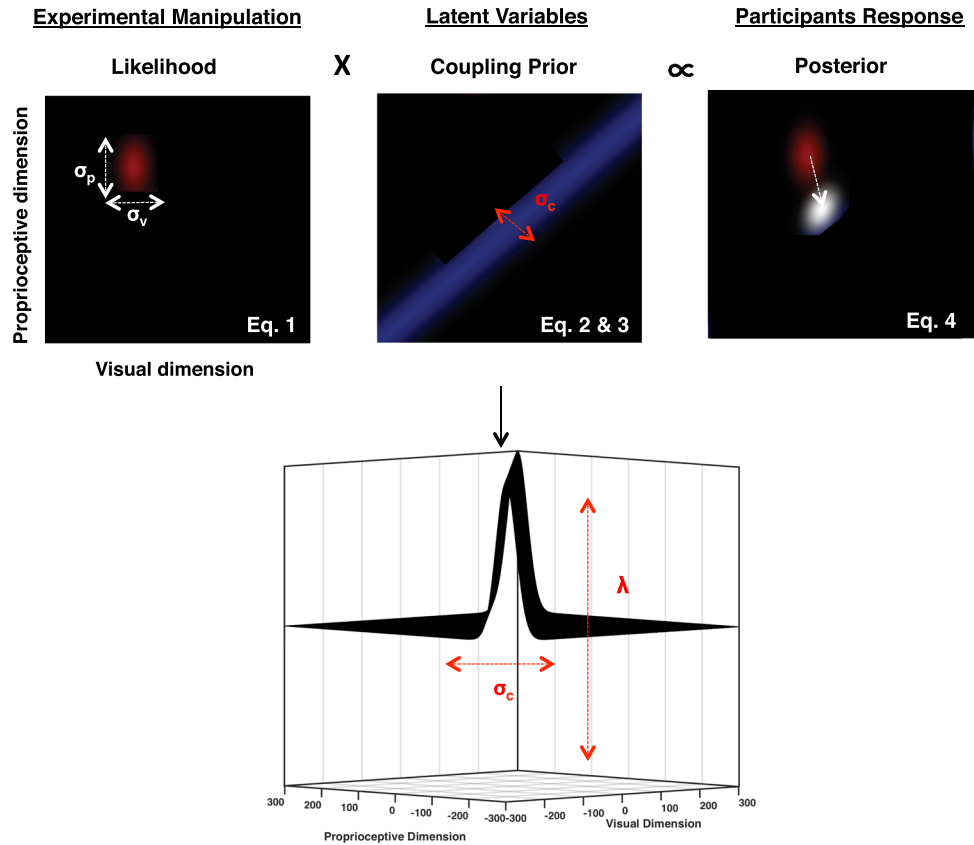 Experimental Manipulation
Latent Variables
Participants Response
Likelihood
X
Coupling Prior
∝
Posterior
Proprioceptive dimension
σp
σv
Eq. 1
σc
Eq. 2 & 3
Eq. 4
Visual dimension
λ
σc
300 200 100 0 -100 -200 -300 -300 -200 -100 0 100 200 300
Proprioceptive Dimension
Visual Dimension